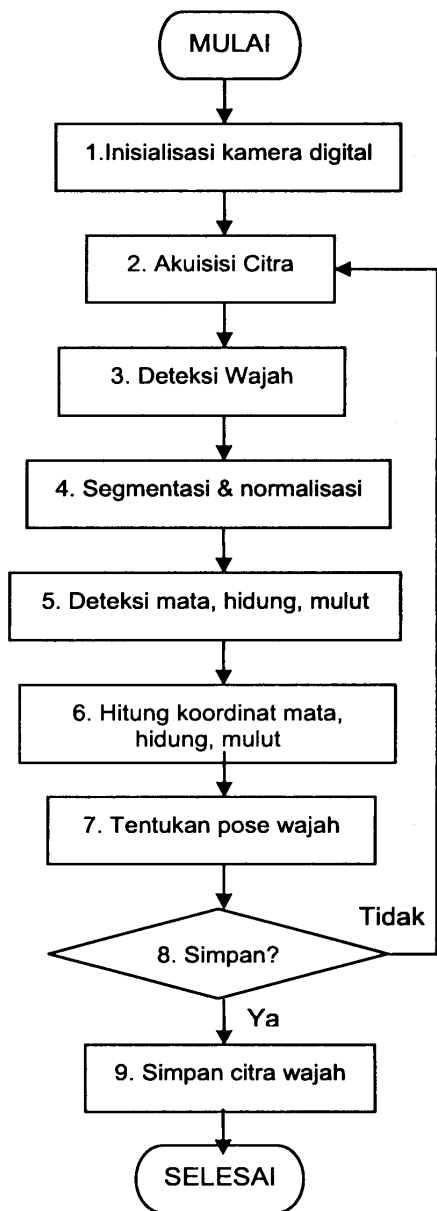 MULAI
1.Inisialisasi kamera digital
2. Akuisisi Citra
3. Deteksi Wajah
4. Segmentasi & normalisasi
5. Deteksi mata, hidung, mulut
6. Hitung koordinat mata,
hidung, mulut
7. Tentukan pose wajah
Tidak
8. Simpan?
Ya
9. Simpan citra wajah
SELESAI